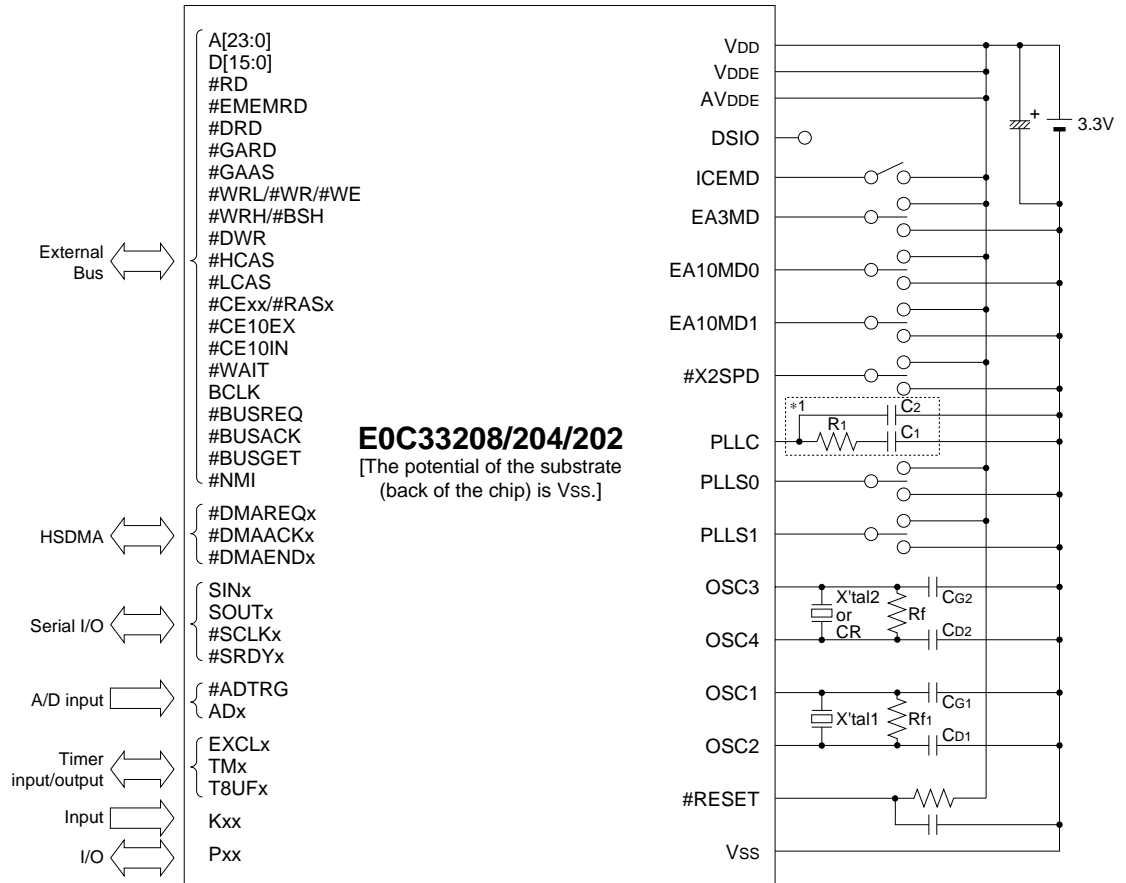 A[23:0]
D[15:0]
#RD
#EMEMRD
#DRD
#GARD
#GAAS
#WRL/#WR/#WE
#WRH/#BSH
#DWR
#HCAS
#LCAS
#CExx/#RASx
#CE10EX
#CE10IN
#WAIT
BCLK
#BUSREQ
#BUSACK
#BUSGET
#NMI
External
Bus
#DMAREQx
#DMAACKx
#DMAENDx
HSDMA
SINx
SOUTx
#SCLKx
#SRDYx
Serial I/O
#ADTRG
ADx
A/D input
EXCLx
TMx
T8UFx
Timer
input/output
Input
Kxx
I/O
Pxx
E0C33208/204/202
[The potential of the substrate
(back of the chip) is VSS.]
VDD
VDDE
AVDDE
DSIO
ICEMD
EA3MD
EA10MD0
EA10MD1
#X2SPD
PLLC
PLLS0
PLLS1
OSC3
OSC4
OSC1
OSC2
#RESET
VSS
+
3.3V
*1
C2
R1
C1
X'tal2
or
CR
Rf
CG2
CD2
X'tal1
Rf1
CG1
CD1